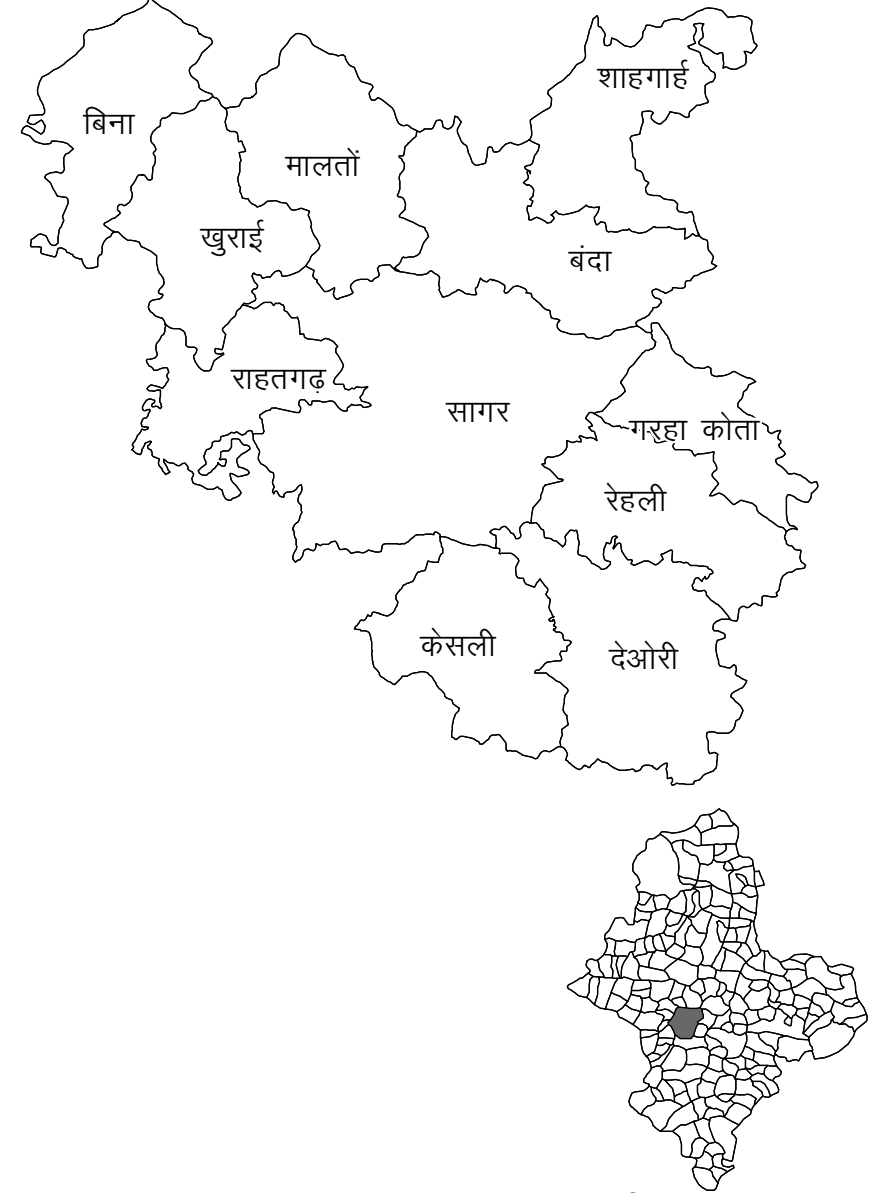 शाहगार्ह
बिना
मालतों
खुराई
बंदा
राहतगढ़
सागर
गरहा कोता
रेहली
केसली
देओरी